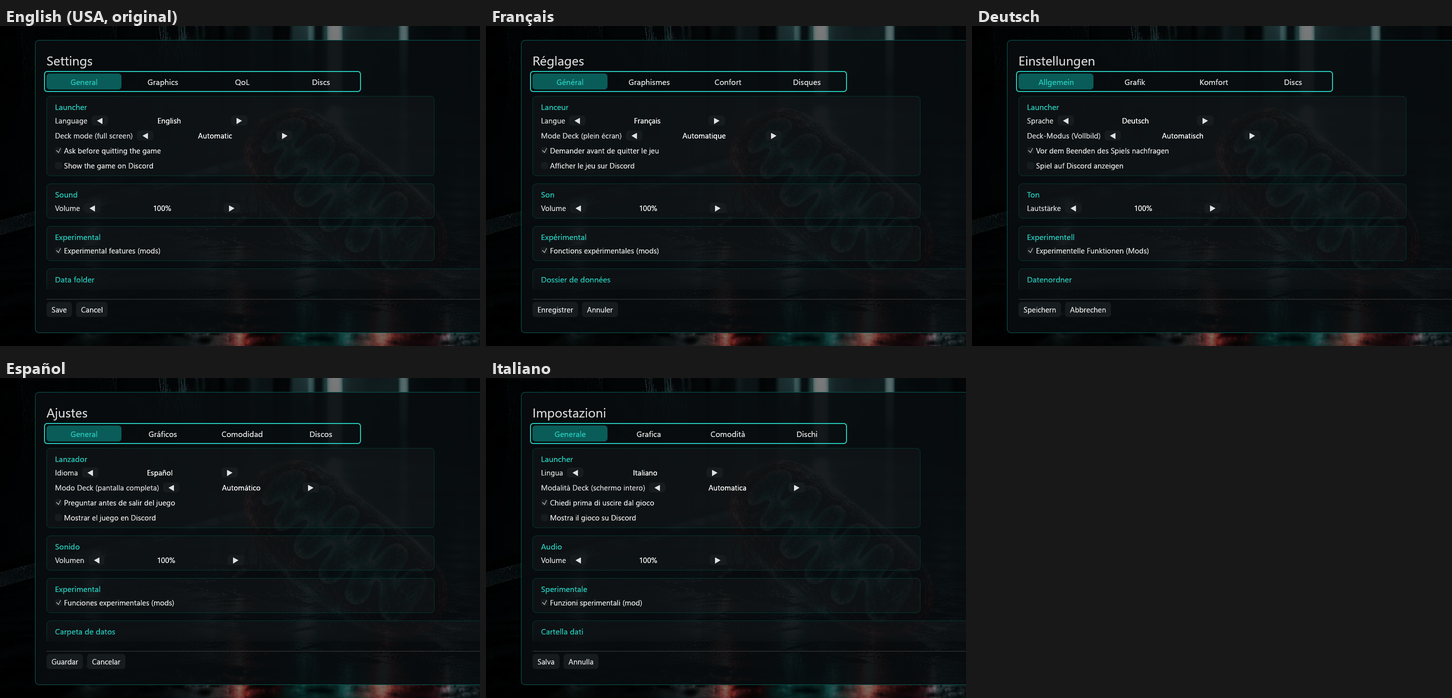 English (USA, original)
Settings
General Graphics QoL Discs
Launcher
Language ◀ English ▶
Deck mode (full screen) ◀ Automatic ▶
✓ Ask before quitting the game
Show the game on Discord
Sound
Volume ◀ 100% ▶
Experimental
✓ Experimental features (mods)
Data folder
Save Cancel
Français
Réglages
Général Graphismes Confort Disques
Lanceur
Langue ◀ Français ▶
Mode Deck (plein écran) ◀ Automatique ▶
✓ Demander avant de quitter le jeu
Afficher le jeu sur Discord
Son
Volume ◀ 100% ▶
Expérimental
✓ Fonctions expérimentales (mods)
Dossier de données
Enregistrer Annuler
Deutsch
Einstellungen
Allgemein Grafik Komfort Discs
Launcher
Sprache ◀ Deutsch ▶
Deck-Modus (Vollbild) ◀ Automatisch ▶
✓ Vor dem Beenden des Spiels nachfragen
Spiel auf Discord anzeigen
Ton
Lautstärke ◀ 100% ▶
Experimentell
✓ Experimentelle Funktionen (Mods)
Datenordner
Speichern Abbrechen
Español
Ajustes
General Gráficos Comodidad Discos
Lanzador
Idioma ◀ Español ▶
Modo Deck (pantalla completa) ◀ Automático ▶
✓ Preguntar antes de salir del juego
Mostrar el juego en Discord
Sonido
Volumen ◀ 100% ▶
Experimental
✓ Funciones experimentales (mods)
Carpeta de datos
Guardar Cancelar
Italiano
Impostazioni
Generale Grafica Comodità Dischi
Launcher
Lingua ◀ Italiano ▶
Modalità Deck (schermo intero) ◀ Automatica ▶
✓ Chiedi prima di uscire dal gioco
Mostra il gioco su Discord
Audio
Volume ◀ 100% ▶
Sperimentale
✓ Funzioni sperimentali (mod)
Cartella dati
Salva Annulla